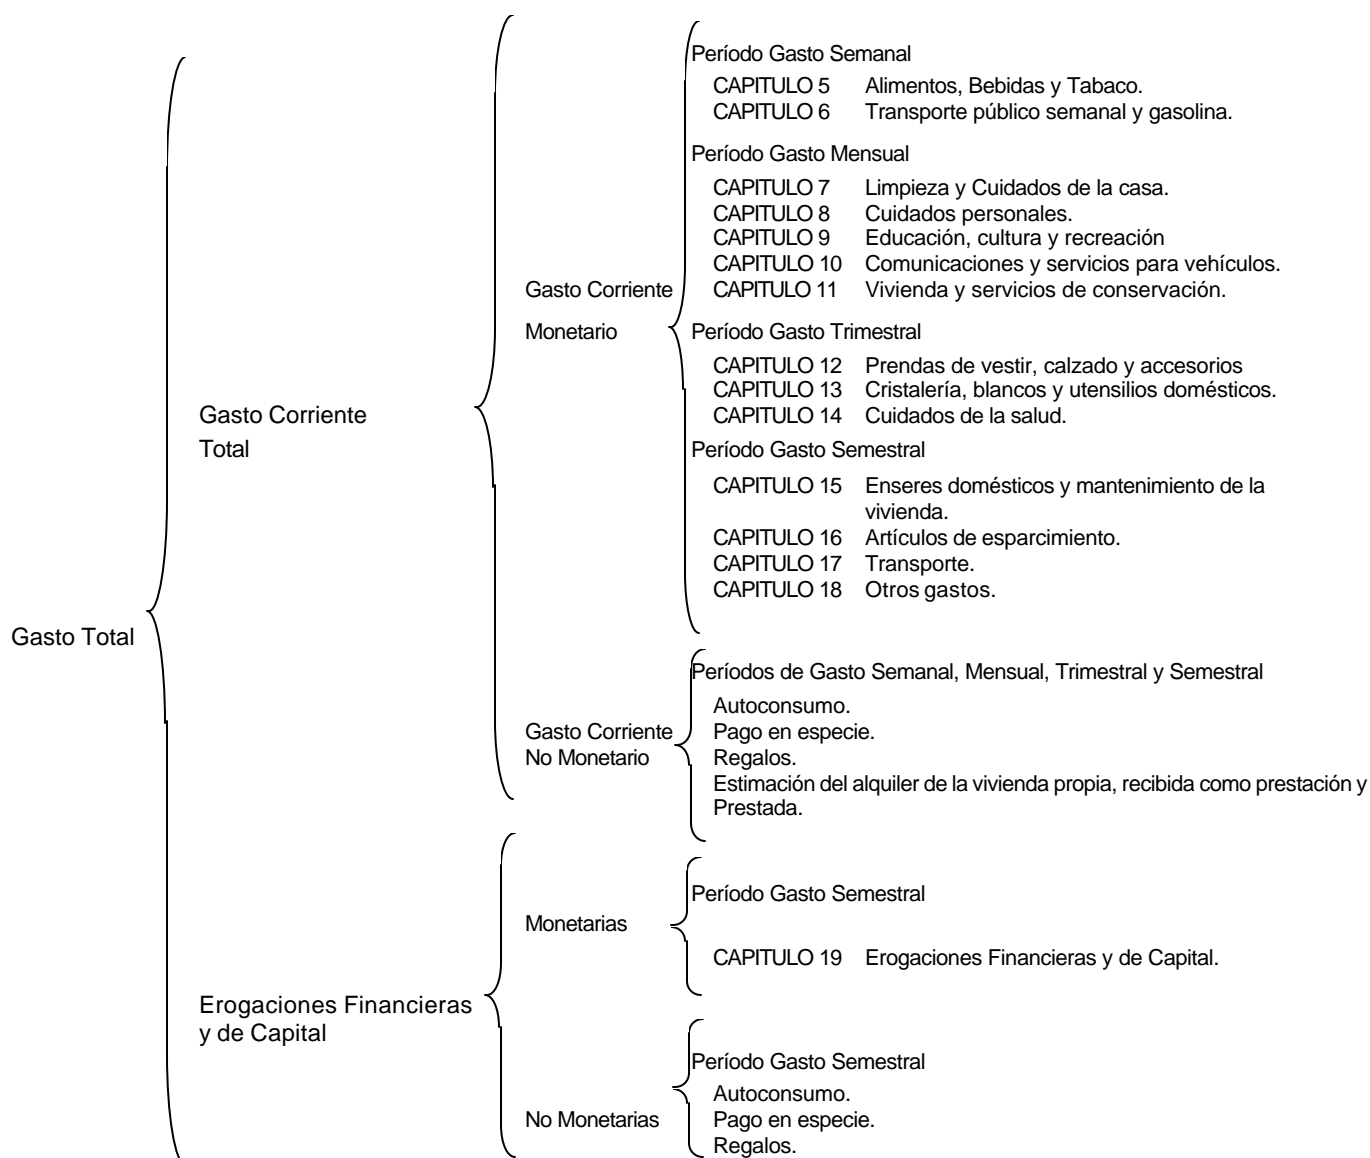 Gasto Total
Gasto Corriente
Total
Gasto Corriente
Monetario
Período Gasto Semanal
CAPITULO 5 Alimentos, Bebidas y Tabaco.
CAPITULO 6 Transporte público semanal y gasolina.
Período Gasto Mensual
CAPITULO 7 Limpieza y Cuidados de la casa.
CAPITULO 8 Cuidados personales.
CAPITULO 9 Educación, cultura y recreación
CAPITULO 10 Comunicaciones y servicios para vehículos.
CAPITULO 11 Vivienda y servicios de conservación.
Período Gasto Trimestral
CAPITULO 12 Prendas de vestir, calzado y accesorios
CAPITULO 13 Cristalería, blancos y utensilios domésticos.
CAPITULO 14 Cuidados de la salud.
Período Gasto Semestral
CAPITULO 15 Enseres domésticos y mantenimiento de la
vivienda.
CAPITULO 16 Artículos de esparcimiento.
CAPITULO 17 Transporte.
CAPITULO 18 Otros gastos.
Gasto Corriente
No Monetario
Períodos de Gasto Semanal, Mensual, Trimestral y Semestral
Autoconsumo.
Pago en especie.
Regalos.
Estimación del alquiler de la vivienda propia, recibida como prestación y
Prestada.
Erogaciones Financieras
y de Capital
Monetarias
Período Gasto Semestral
CAPITULO 19 Erogaciones Financieras y de Capital.
No Monetarias
Período Gasto Semestral
Autoconsumo.
Pago en especie.
Regalos.